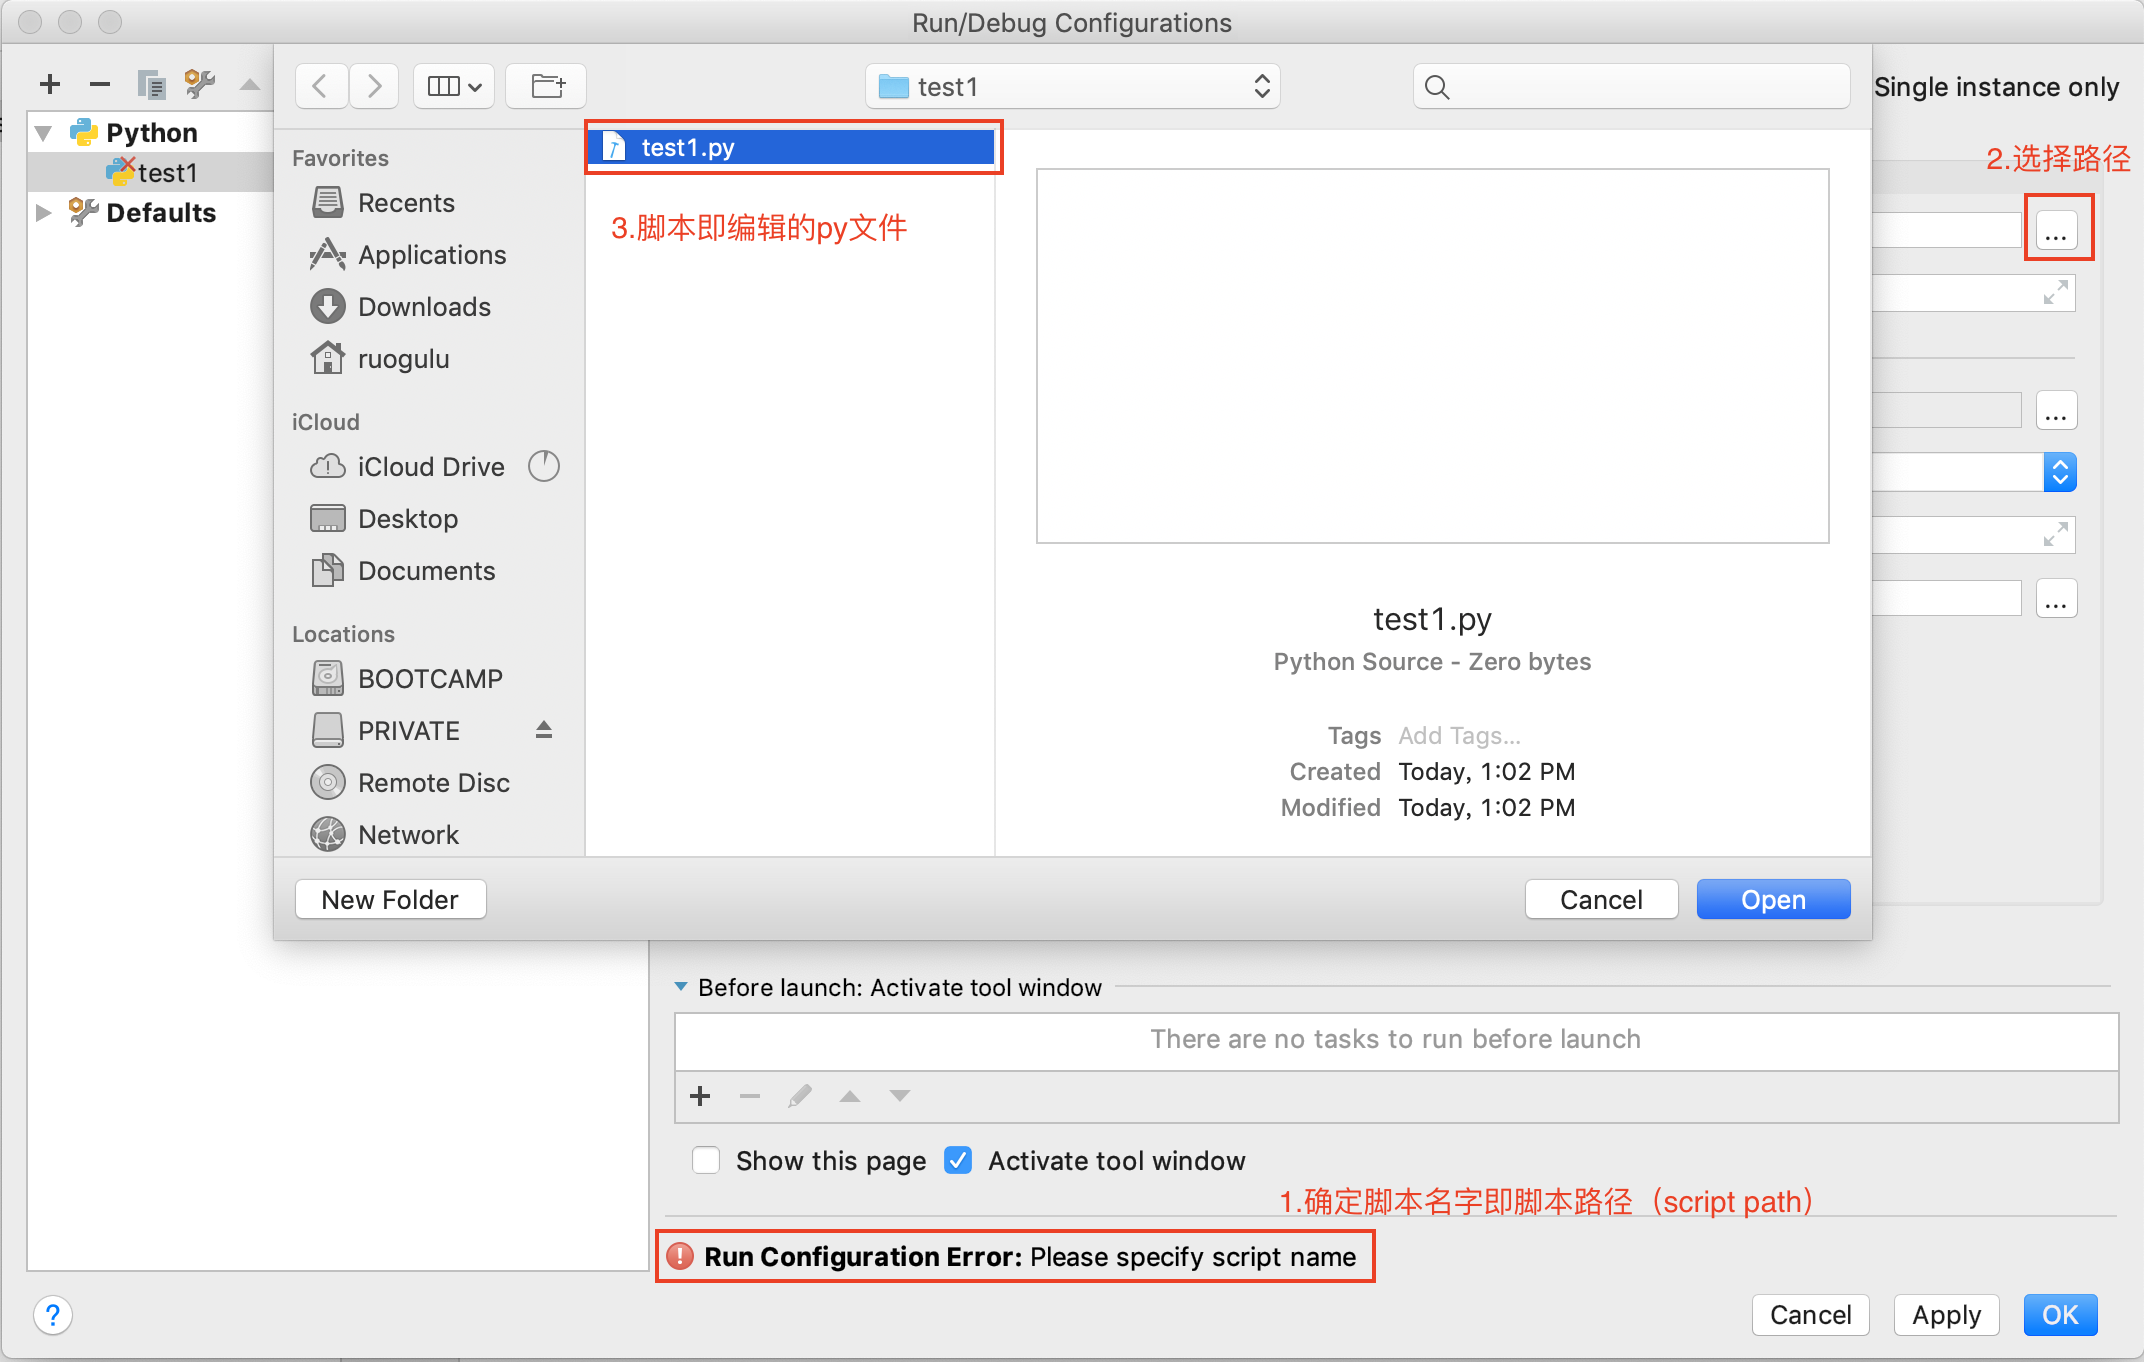 Run/Debug Configurations
test1
Single instance only
Python
test1
Defaults
Favorites
Recents
Applications
Downloads
ruogulu
iCloud
iCloud Drive
Desktop
Documents
Locations
BOOTCAMP
PRIVATE
Remote Disc
Network
test1.py
3.脚本即编辑的py文件
test1.py
Python Source - Zero bytes
Tags Add Tags...
Created Today, 1:02 PM
Modified Today, 1:02 PM
2.选择路径
...
...
...
New Folder
Cancel
Open
Before launch: Activate tool window
There are no tasks to run before launch
Show this page
Activate tool window
1.确定脚本名字即脚本路径（script path）
Run Configuration Error: Please specify script name
?
Cancel
Apply
OK